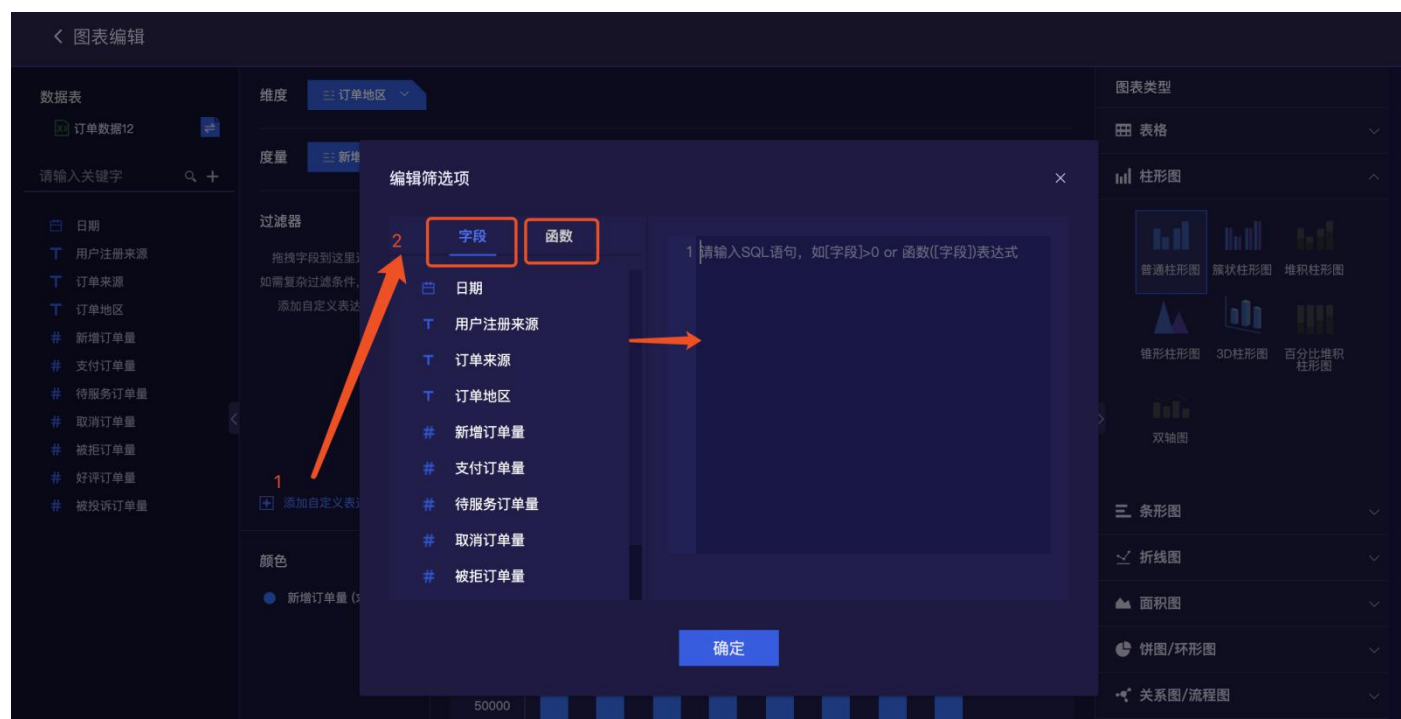 图表编辑
数据表
订单数据12
请输入关键字
日期
用户注册来源
订单来源
订单地区
新增订单量
支付订单量
待服务订单量
取消订单量
被拒订单量
好评订单量
被投诉订单量
维度
订单地区
度量
新增
过滤器
拖拽字段到这里
如需复杂过滤条件,
添加自定义表达
1
添加自定义表
颜色
新增订单量 (
50000
编辑筛选项
2
字段
函数
日期
用户注册来源
订单来源
订单地区
新增订单量
支付订单量
待服务订单量
取消订单量
被拒订单量
1 请输入SQL语句，如[字段]>0 or 函数([字段])表达式
确定
图表类型
表格
柱形图
普通柱形图 簇状柱形图 堆积柱形图
锥形柱形图 3D柱形图 百分比堆积
柱形图
双轴图
条形图
折线图
面积图
饼图/环形图
关系图/流程图